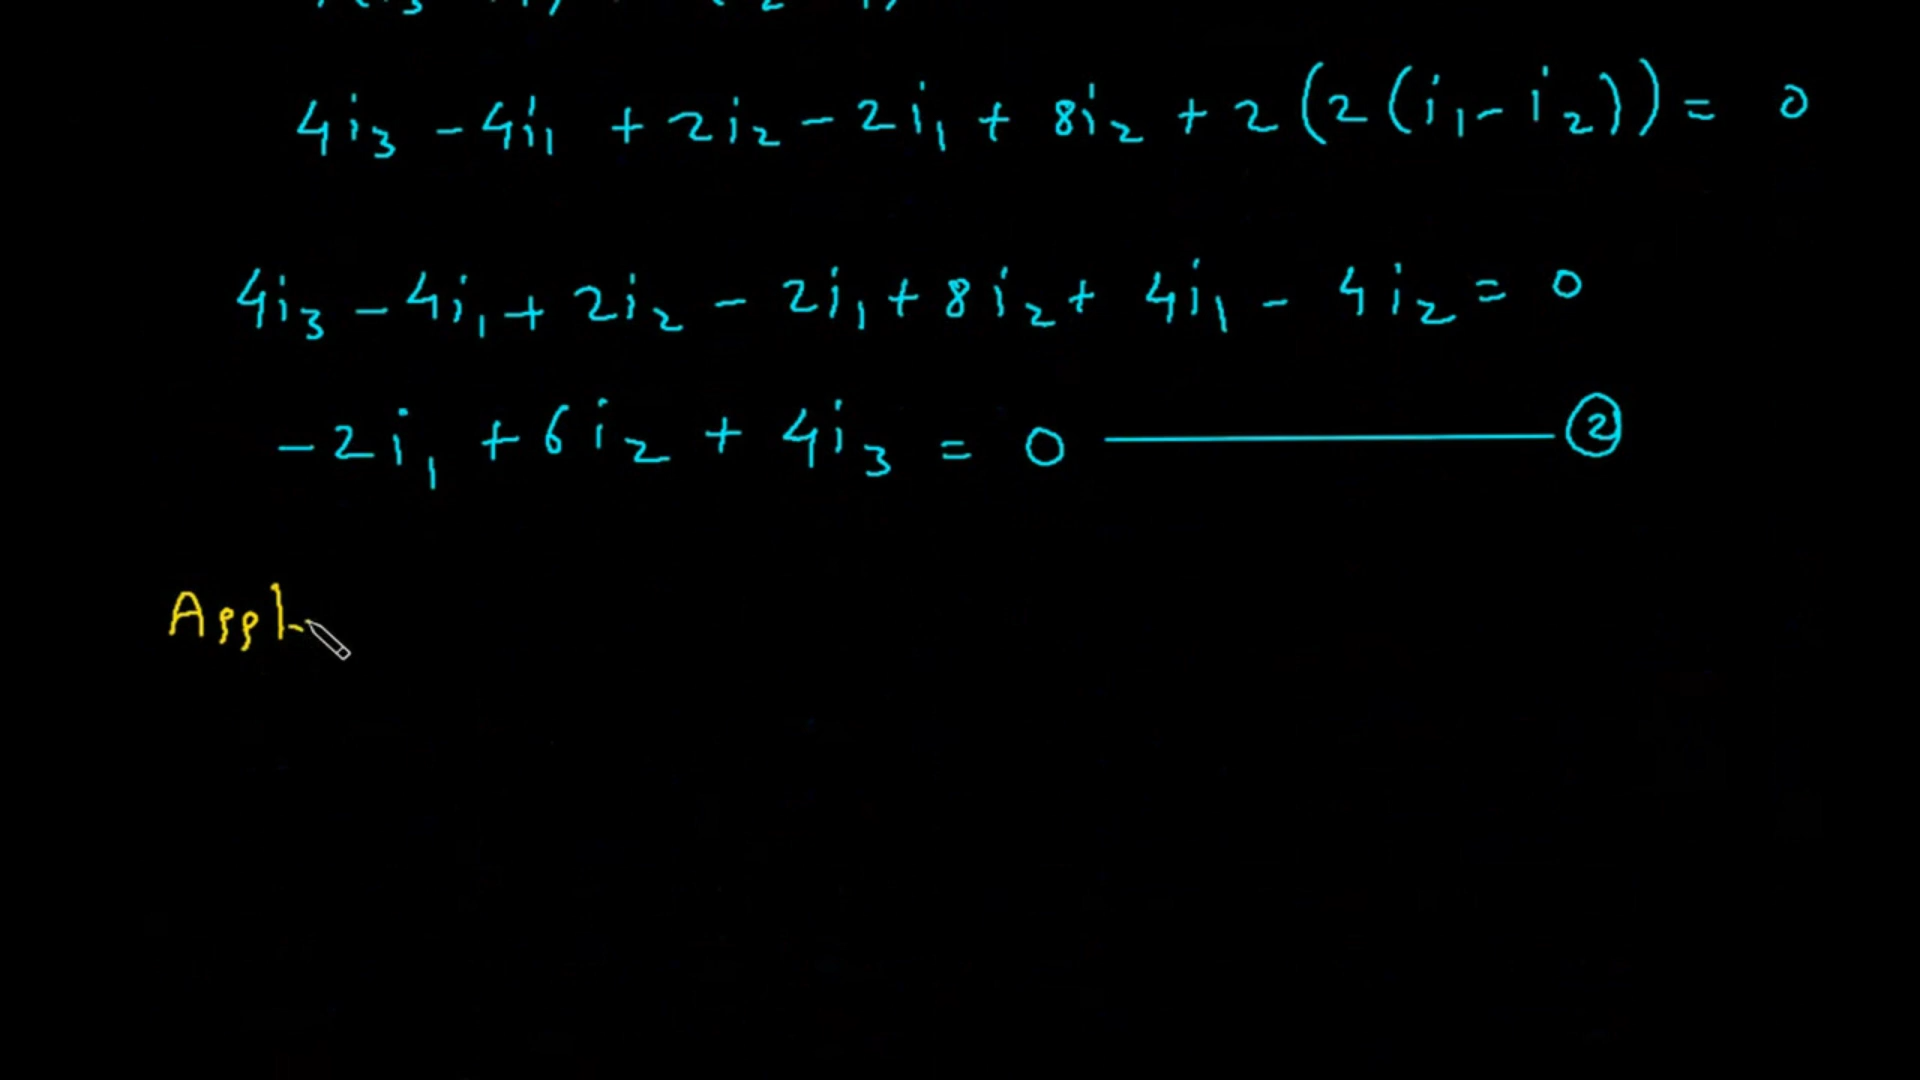 4i₃ - 4i₁ + 2i₂ - 2i₁ + 8i₂ + 2(2(i₁ - i₂)) = 0
4i₃ - 4i₁ + 2i₂ - 2i₁ + 8i₂ + 4i₁ - 4i₂ = 0
-2i₁ + 6i₂ + 4i₃ = 0 ②
Appl